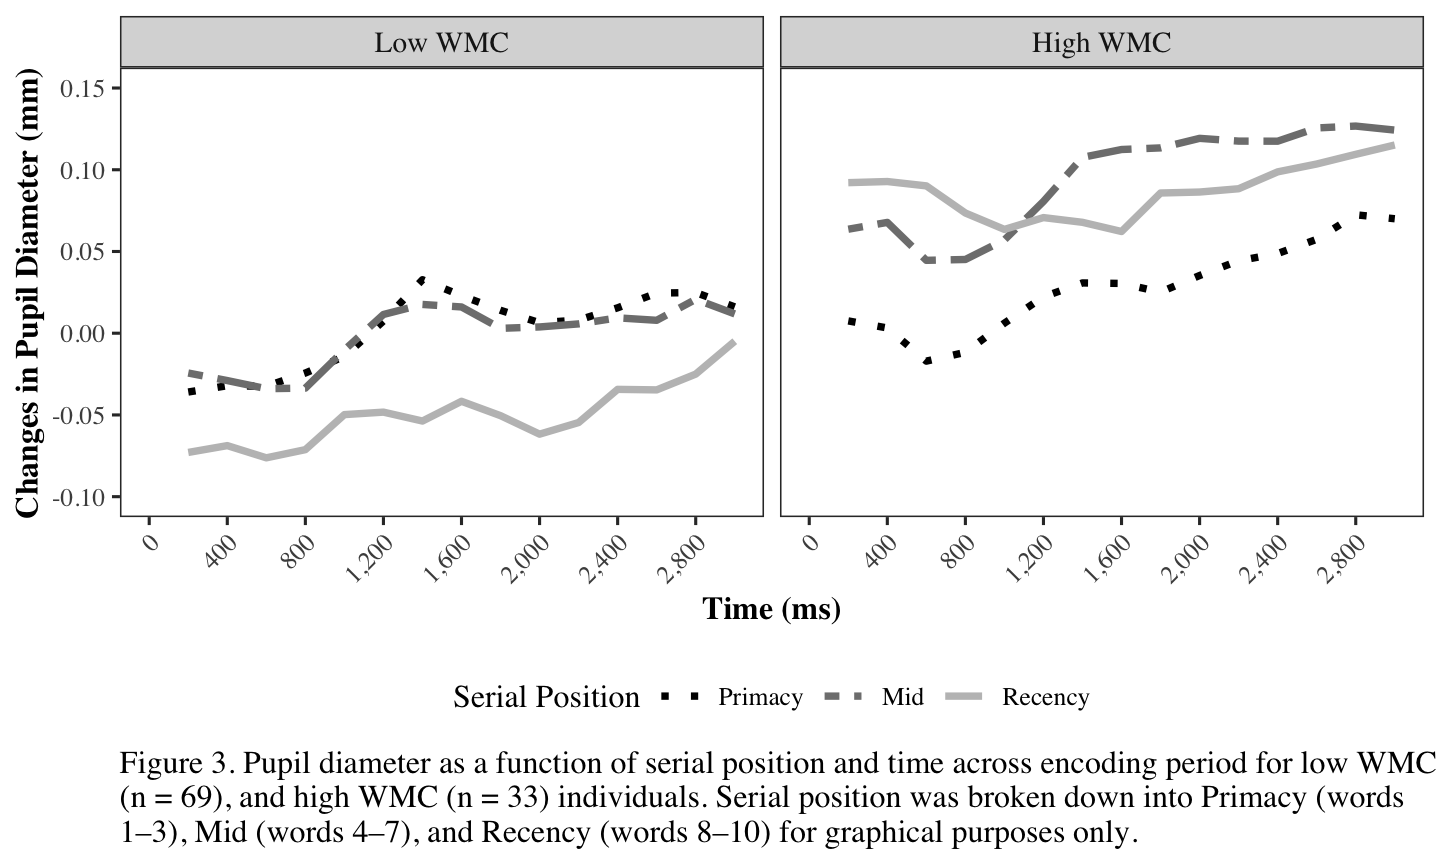 Low WMC
High WMC
Changes in Pupil Diameter (mm)
0.15
0.10
0.05
0.00
-0.05
-0.10
0
400
800
1,200
1,600
2,000
2,400
2,800
0
400
800
1,200
1,600
2,000
2,400
2,800
Time (ms)
Serial Position Primacy Mid Recency
Figure 3. Pupil diameter as a function of serial position and time across encoding period for low WMC
(n = 69), and high WMC (n = 33) individuals. Serial position was broken down into Primacy (words
1–3), Mid (words 4–7), and Recency (words 8–10) for graphical purposes only.